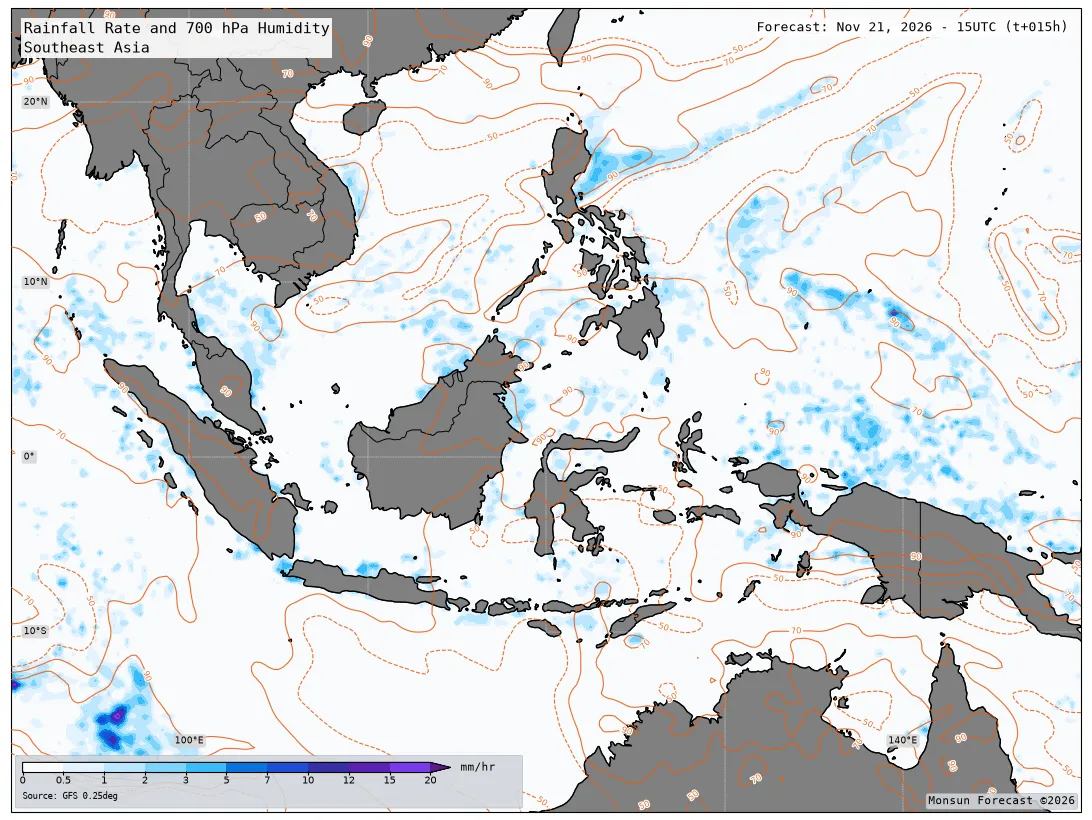 Rainfall Rate and 700 hPa Humidity
Southeast Asia
Forecast: Nov 21, 2026 - 15UTC (t+015h)
20°N
10°N
0°
10°S
100°E
140°E
0 0.5 1 2 3 5 7 10 12 15 20 mm/hr
Source: GFS 0.25deg
Monsun Forecast ©2026